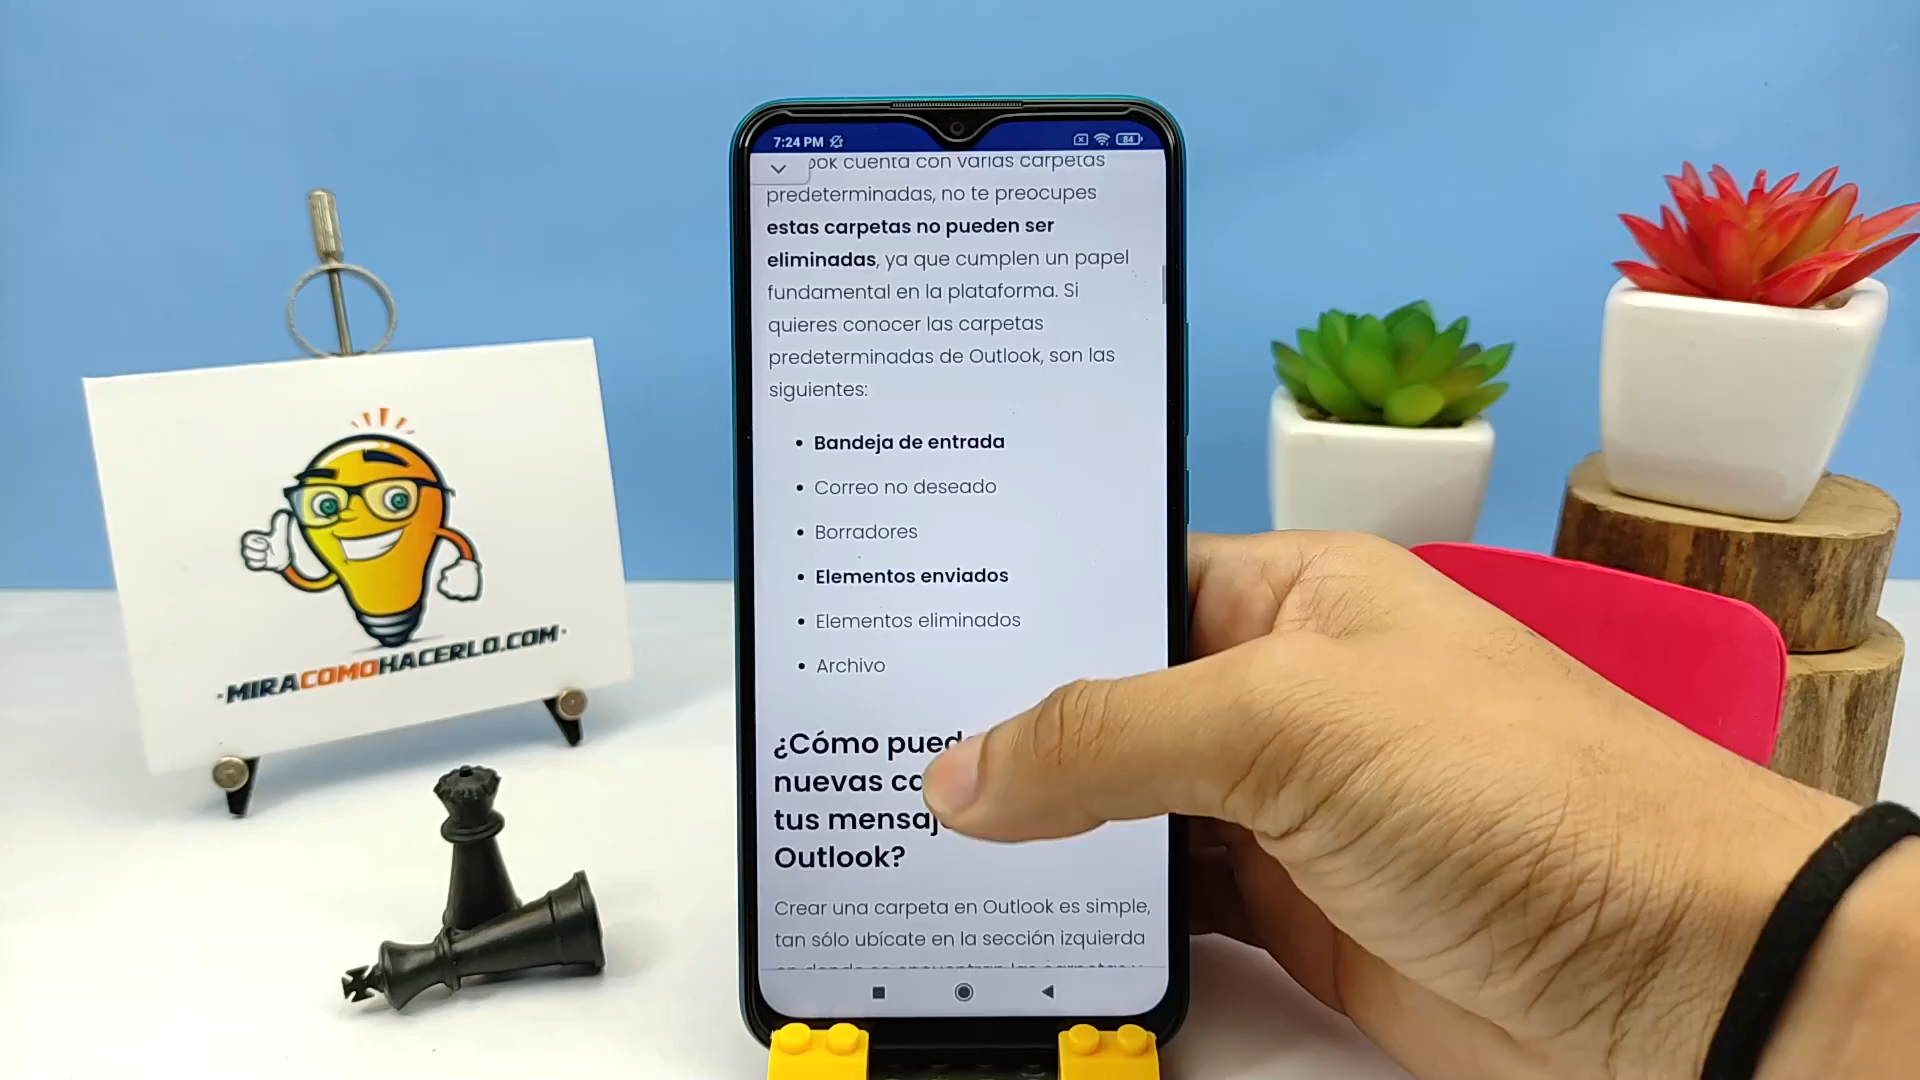 7:24 PM
84
ook cuenta con varias carpetas
predeterminadas, no te preocupes
estas carpetas no pueden ser
eliminadas, ya que cumplen un papel
fundamental en la plataforma. Si
quieres conocer las carpetas
predeterminadas de Outlook, son las
siguientes:
• Bandeja de entrada
• Correo no deseado
• Borradores
• Elementos enviados
• Elementos eliminados
• Archivo
¿Cómo pued
nuevas ca
tus mensaj
Outlook?
Crear una carpeta en Outlook es simple,
tan sólo ubícate en la sección izquierda
·MIRACOMOHACERLO.COM·